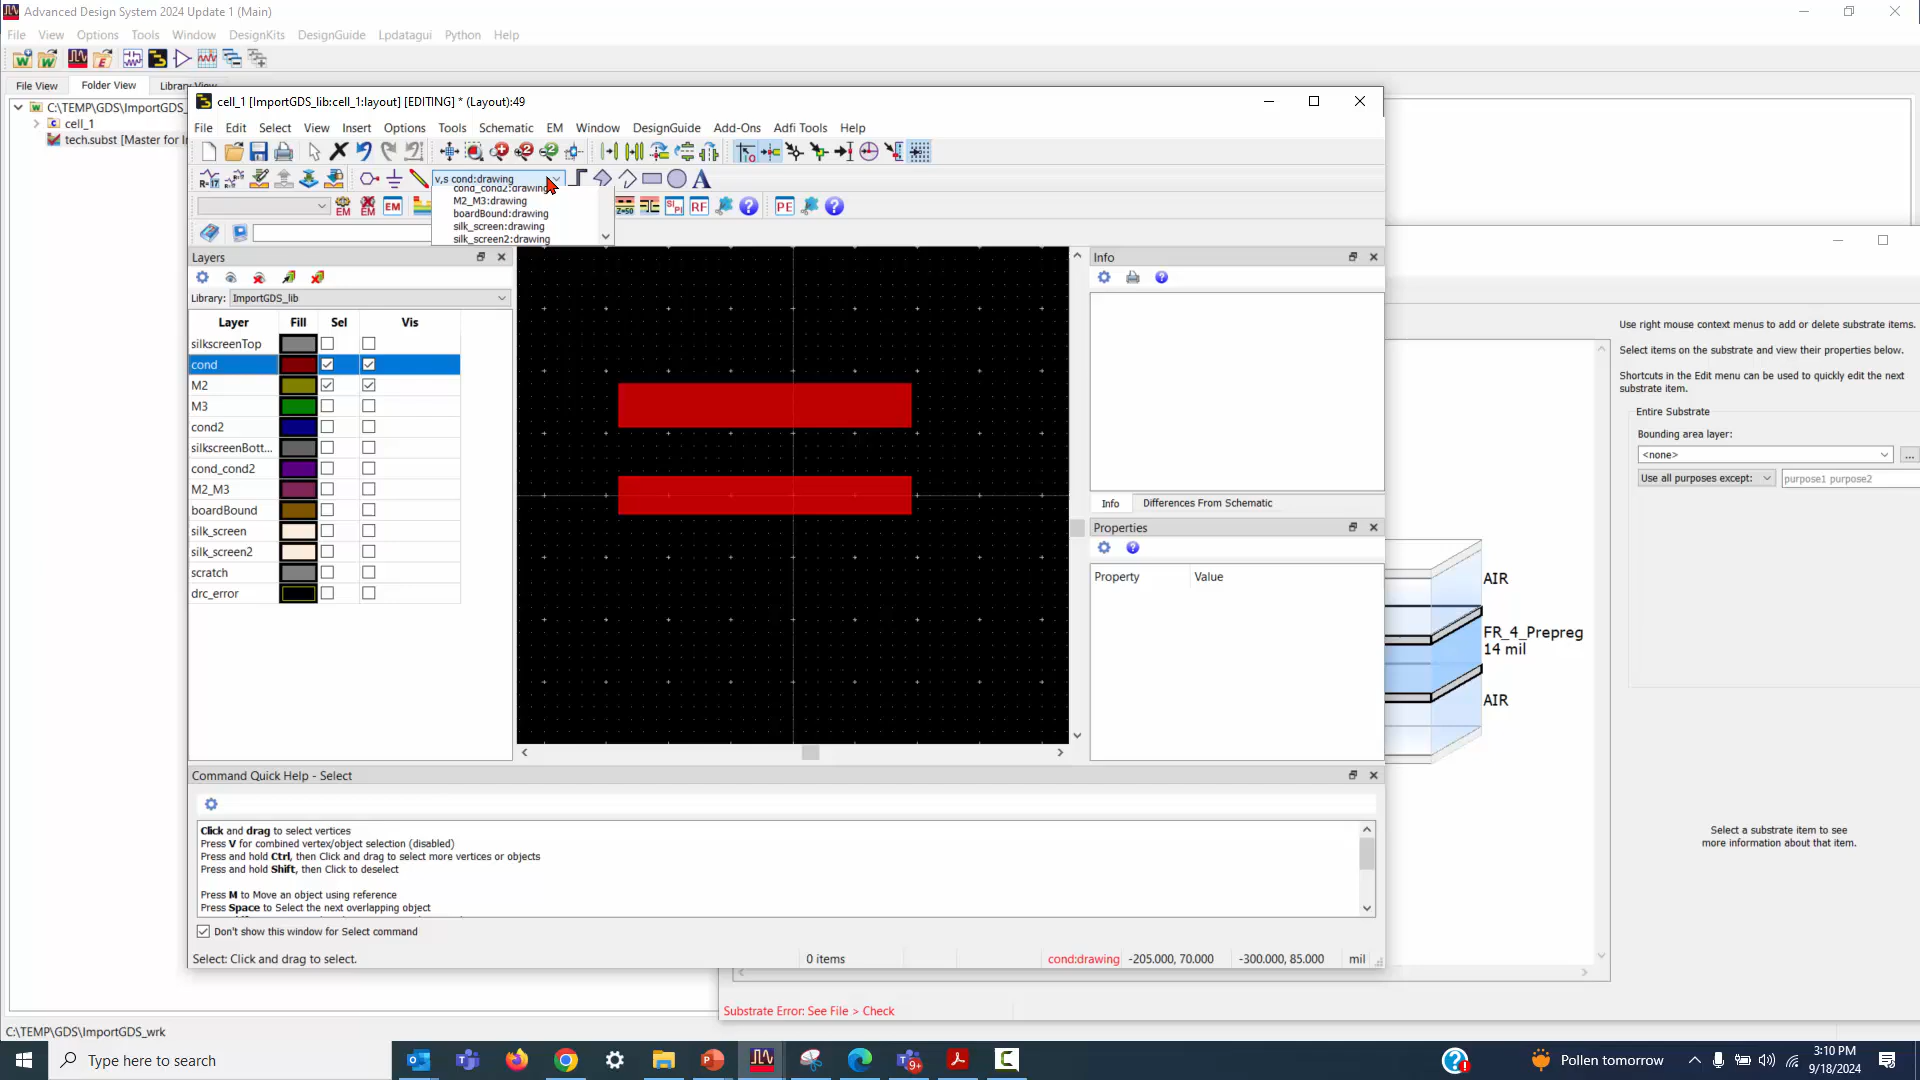 Advanced Design System 2024 Update 1 (Main)
File View Options Tools Window DesignKits DesignGuide Lpdatagui Python Help
File View Folder View Library View
C:\TEMP\GDS\ImportGDS_
cell_1
tech.subst [Master for I
cell_1 [ImportGDS_lib:cell_1:layout] [EDITING] * (Layout):49
File Edit Select View Insert Options Tools Schematic EM Window DesignGuide Add-Ons Adfi Tools Help
v,s cond:drawing
cond_cond2:drawing
M2_M3:drawing
boardBound:drawing
silk_screen:drawing
silk_screen2:drawing
Layers
Library: ImportGDS_lib
Layer Fill Sel Vis
silkscreenTop
cond
M2
M3
cond2
silkscreenBott...
cond_cond2
M2_M3
boardBound
silk_screen
silk_screen2
scratch
drc_error
Info
Info Differences From Schematic
Properties
Property Value
Command Quick Help - Select
Click and drag to select vertices
Press V for combined vertex/object selection (disabled)
Press and hold Ctrl, then Click and drag to select more vertices or objects
Press and hold Shift, then Click to deselect
Press M to Move an object using reference
Press Space to Select the next overlapping object
Don't show this window for Select command
Select: Click and drag to select. 0 items cond:drawing -205.000, 70.000 -300.000, 85.000 mil
Use right mouse context menus to add or delete substrate items.
Select items on the substrate and view their properties below.
Shortcuts in the Edit menu can be used to quickly edit the next
substrate item.
Entire Substrate
Bounding area layer:
<none> ...
Use all purposes except: purpose1 purpose2
AIR
FR_4_Prepreg
14 mil
AIR
Select a substrate item to see
more information about that item.
Substrate Error: See File > Check
C:\TEMP\GDS\ImportGDS_wrk
Type here to search
Pollen tomorrow
3:10 PM
9/18/2024